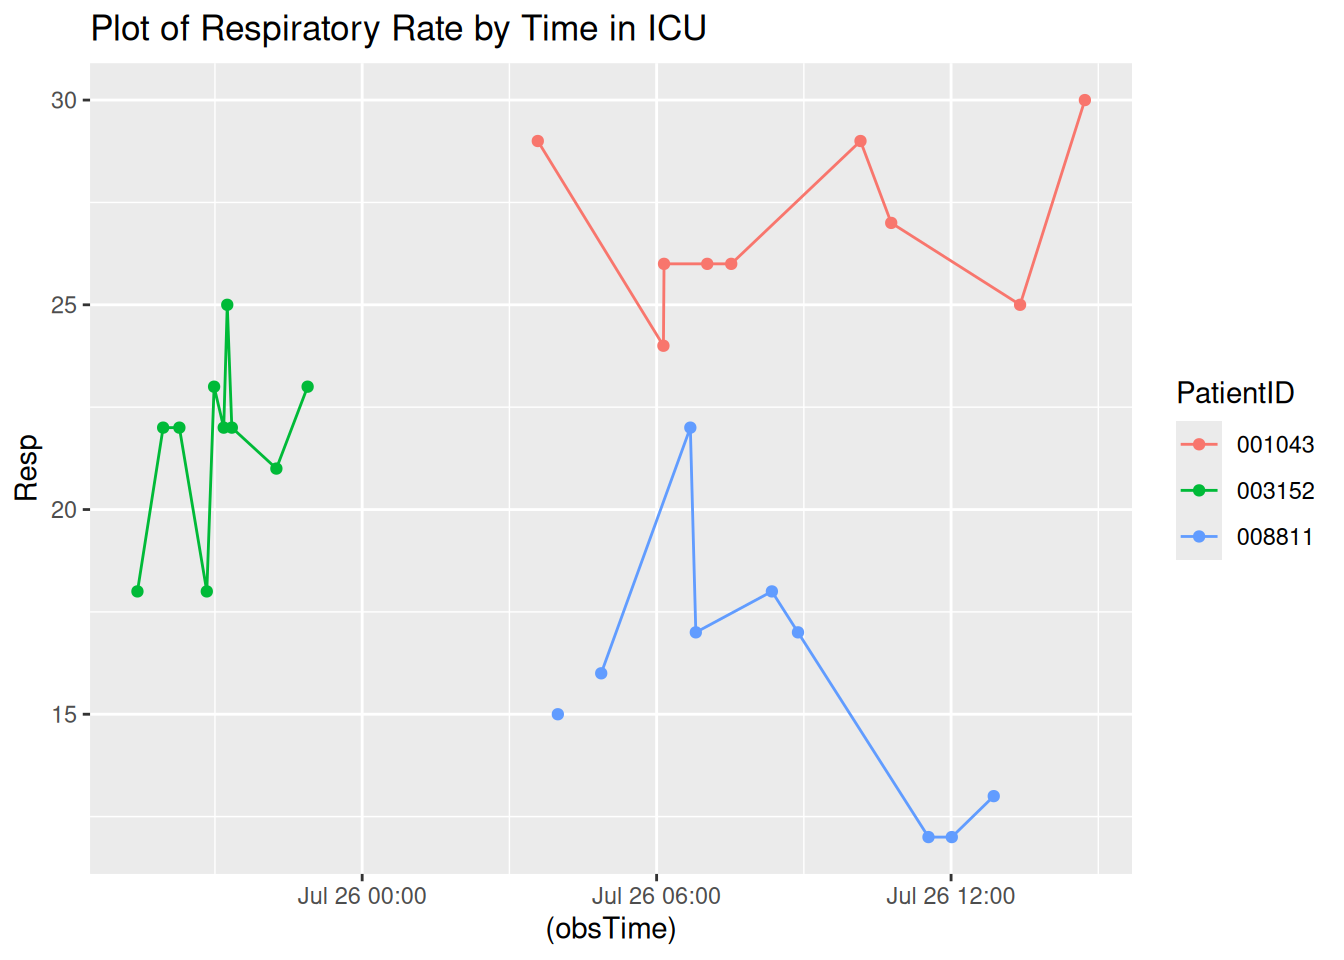 Plot of Respiratory Rate by Time in ICU
30
25
20
15
Resp
Jul 26 00:00
Jul 26 06:00
Jul 26 12:00
(obsTime)
PatientID
001043
003152
008811